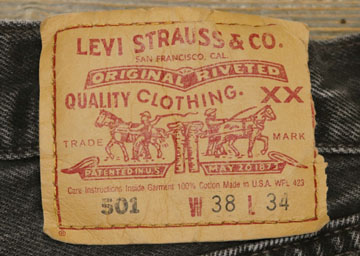 LEVI STRAUSS & CO.
SAN FRANCISCO, CAL.
ORIGINAL RIVETED
QUALITY CLOTHING. XX
TRADE MARK
PATENTED IN U.S. MAY 20 1873
Care Instructions Inside Garment 100% Cotton Made in U.S.A. WPL 423
501 W 38 L 34